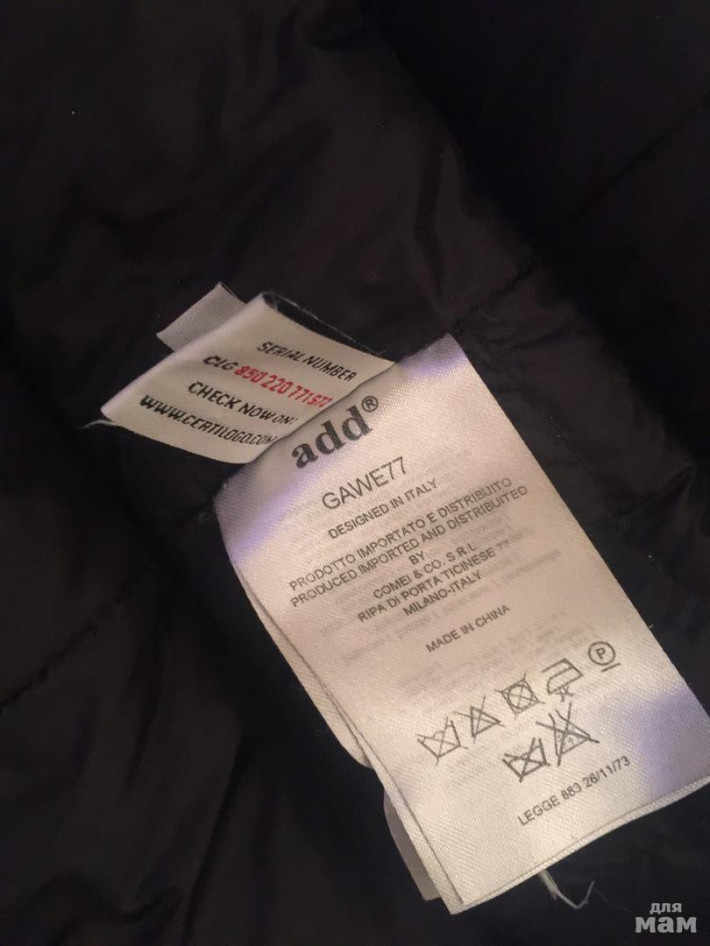 SERIAL NUMBER
CLG 850 220 771
CHECK NOW ON
WWW.CERTILOGO.COM
add®
GAWE77
DESIGNED IN ITALY
PRODOTTO IMPORTATO E DISTRIBUITO
PRODUCED IMPORTED AND DISTRIBUITED
BY
COMEI & CO. S.R.L.
RIPA DI PORTA TICINESE 77
MILANO-ITALY
MADE IN CHINA
P
LEGGE 883 26/11/73
для
мам